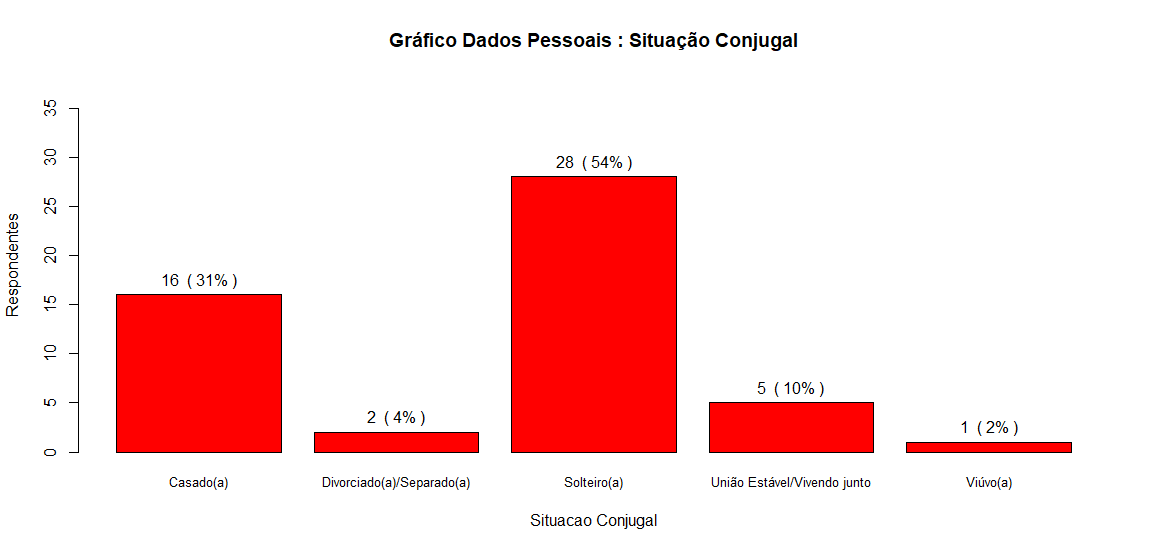 Gráfico Dados Pessoais : Situação Conjugal
Respondentes
35
30
25
20
15
10
5
0
16 ( 31% )
2 ( 4% )
28 ( 54% )
5 ( 10% )
1 ( 2% )
Casado(a)
Divorciado(a)/Separado(a)
Solteiro(a)
União Estável/Vivendo junto
Viúvo(a)
Situacao Conjugal